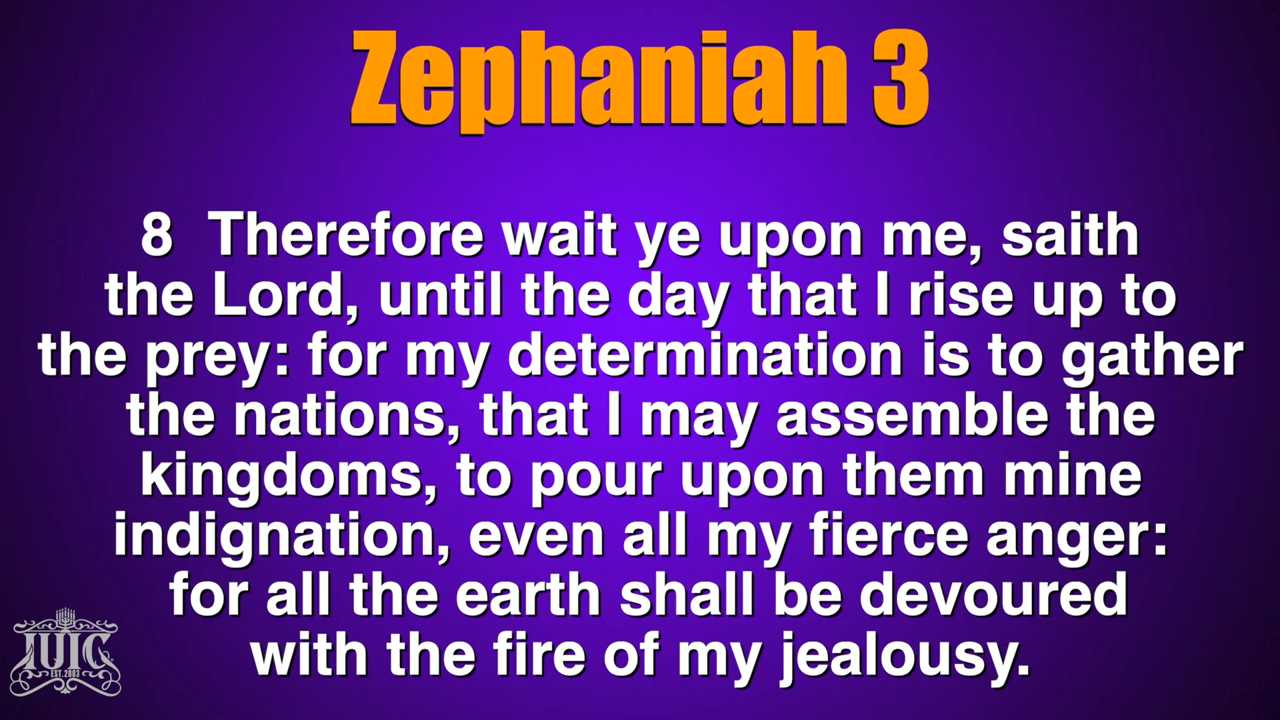 Zephaniah 3
8 Therefore wait ye upon me, saith
the Lord, until the day that I rise up to
the prey: for my determination is to gather
the nations, that I may assemble the
kingdoms, to pour upon them mine
indignation, even all my fierce anger:
for all the earth shall be devoured
with the fire of my jealousy.
IUIC
EST.2003